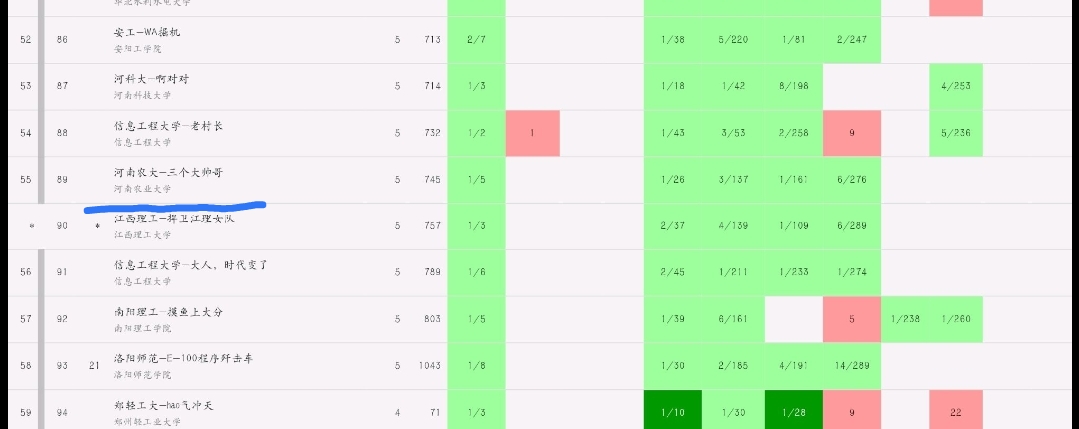 华北水利水电大学
52 86 安工-WA掘机 5 713 2/7 1/38 5/220 1/81 2/247
安阳工学院
53 87 河科大-啊对对 5 714 1/3 1/18 1/42 8/198 4/253
河南科技大学
54 88 信息工程大学-老村长 5 732 1/2 1 1/43 3/53 2/258 9 5/236
信息工程大学
55 89 河南农大-三个大帅哥 5 745 1/5 1/26 3/137 1/161 6/276
河南农业大学
* 90 * 江西理工-捍卫江理女队 5 757 1/3 2/37 4/139 1/109 6/289
江西理工大学
56 91 信息工程大学-大人，时代变了 5 789 1/6 2/45 1/211 1/233 1/274
信息工程大学
57 92 南阳理工-摸鱼上大分 5 803 1/5 1/39 6/161 5 1/238 1/260
南阳理工学院
58 93 21 洛阳师范-E-100程序歼击车 5 1043 1/8 1/30 2/185 4/191 14/289
洛阳师范学院
59 94 郑轻工大-hao气冲天 4 71 1/3 1/10 1/30 1/28 9 22
郑州轻工业大学